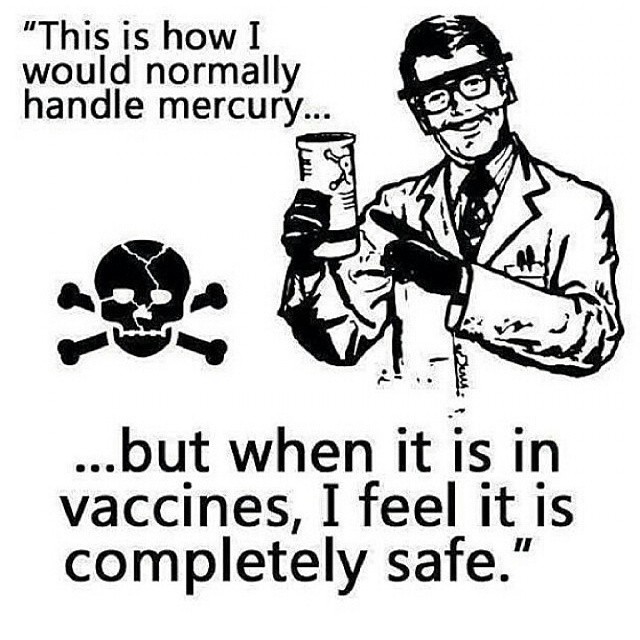 "This is how I
would normally
handle mercury...
...but when it is in
vaccines, I feel it is
completely safe."